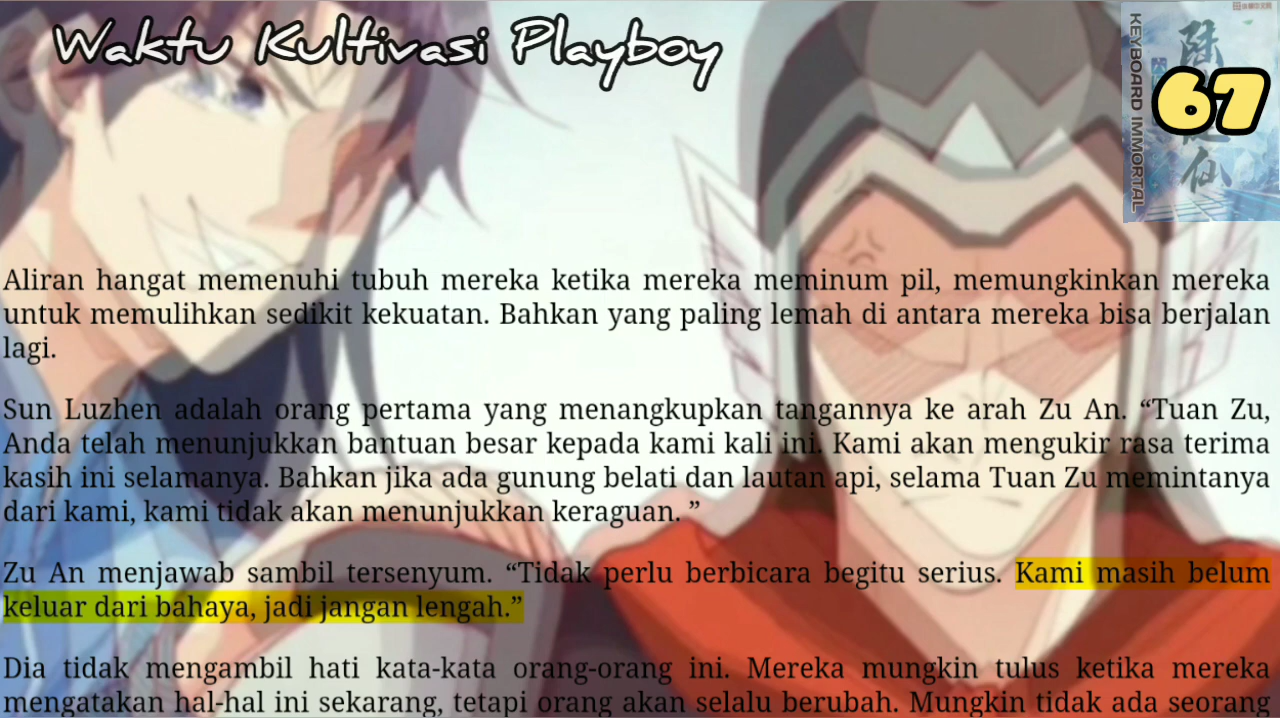 Waktu Kultivasi Playboy
KEYBOARD IMMORTAL
67
仙
Aliran hangat memenuhi tubuh mereka ketika mereka meminum pil, memungkinkan mereka
untuk memulihkan sedikit kekuatan. Bahkan yang paling lemah di antara mereka bisa berjalan
lagi.
Sun Luzhen adalah orang pertama yang menangkupkan tangannya ke arah Zu An. “Tuan Zu,
Anda telah menunjukkan bantuan besar kepada kami kali ini. Kami akan mengukir rasa terima
kasih ini selamanya. Bahkan jika ada gunung belati dan lautan api, selama Tuan Zu memintanya
dari kami, kami tidak akan menunjukkan keraguan. ”
Zu An menjawab sambil tersenyum. “Tidak perlu berbicara begitu serius. Kami masih belum
keluar dari bahaya, jadi jangan lengah.”
Dia tidak mengambil hati kata-kata orang-orang ini. Mereka mungkin tulus ketika mereka
mengatakan hal-hal ini sekarang, tetapi orang akan selalu berubah. Mungkin tidak ada seorang